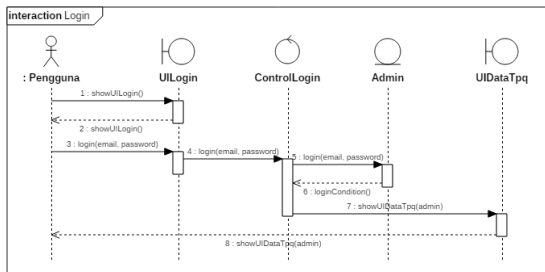 interaction Login
: Pengguna
UILogin
ControlLogin
Admin
UIDataTpq
1 : showUILogin()
2 : showUILogin()
3 : login(email, password)
4 : login(email, password)
5 : login(email, password)
6 : loginCondition()
7 : showUIDataTpq(admin)
8 : showUIDataTpq(admin)